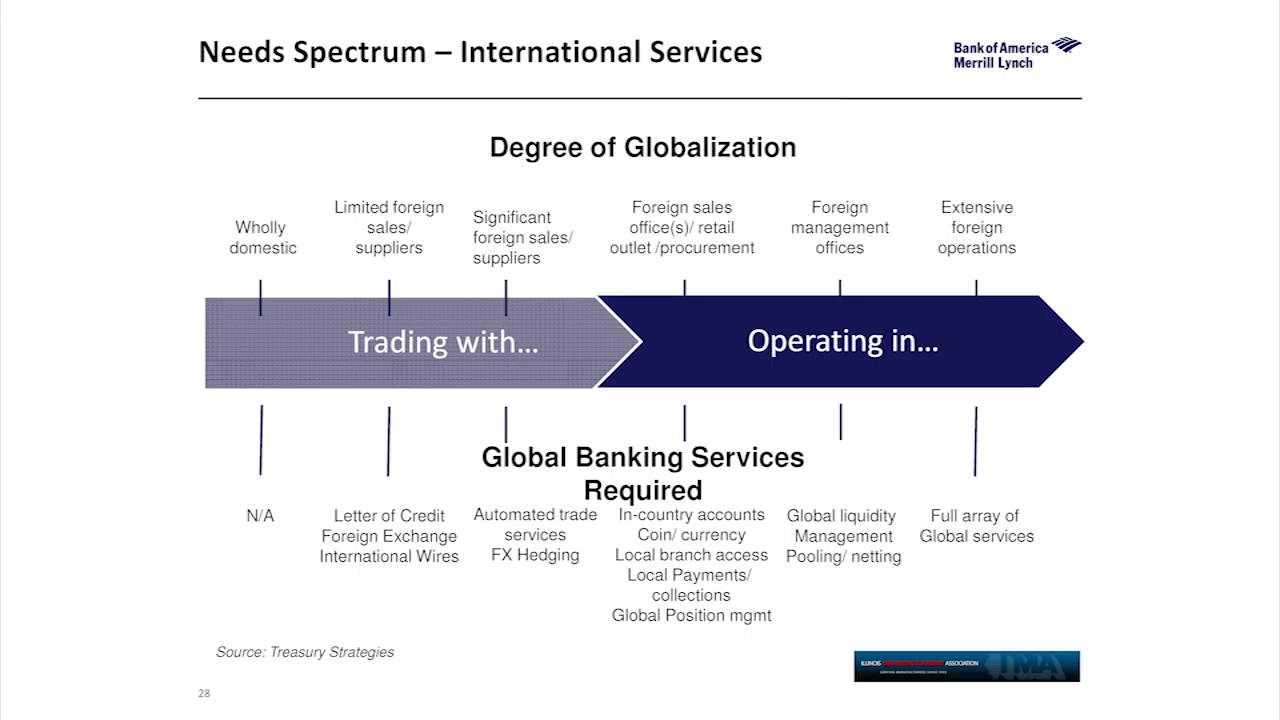 Needs Spectrum – International Services
Bank of America
Merrill Lynch
Degree of Globalization
Wholly
domestic
Limited foreign
sales/
suppliers
Significant
foreign sales/
suppliers
Foreign sales
office(s)/ retail
outlet /procurement
Foreign
management
offices
Extensive
foreign
operations
Trading with...
Operating in...
Global Banking Services
Required
N/A
Letter of Credit
Foreign Exchange
International Wires
Automated trade
services
FX Hedging
In-country accounts
Coin/ currency
Local branch access
Local Payments/
collections
Global Position mgmt
Global liquidity
Management
Pooling/ netting
Full array of
Global services
Source: Treasury Strategies
ILLINOIS MANUFACTURERS' ASSOCIATION
IMA
28